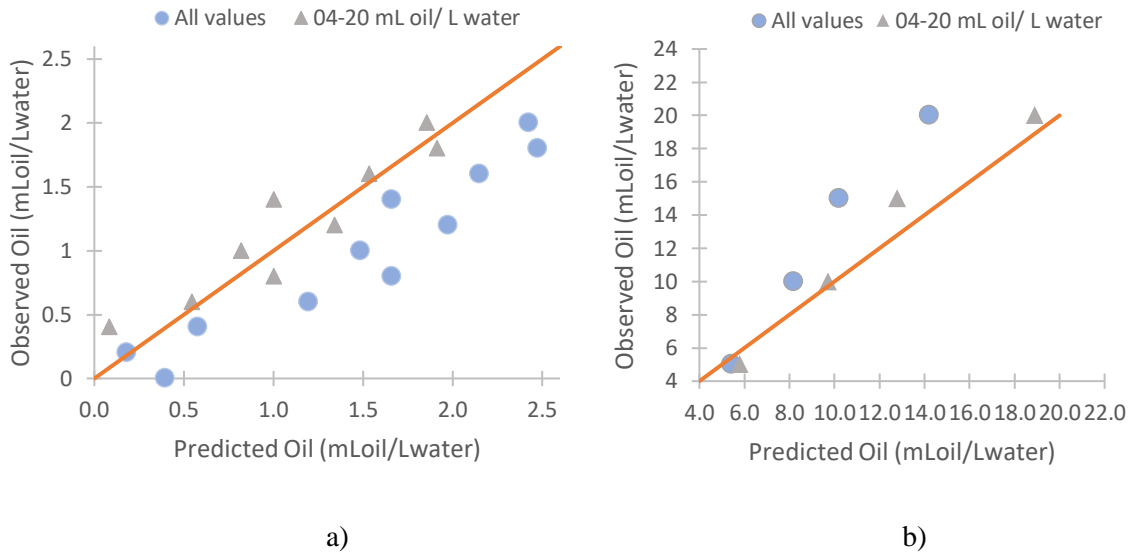 All values 04-20 mL oil/ L water
Observed Oil (mLoil/Lwater)
2.5
2
1.5
1
0.5
0
0.0 0.5 1.0 1.5 2.0 2.5
Predicted Oil (mLoil/Lwater)
a)
All values 04-20 mL oil/ L water
Observed Oil (mLoil/Lwater)
24
22
20
18
16
14
12
10
8
6
4
4.0 6.0 8.0 10.0 12.0 14.0 16.0 18.0 20.0 22.0
Predicted Oil (mLoil/Lwater)
b)